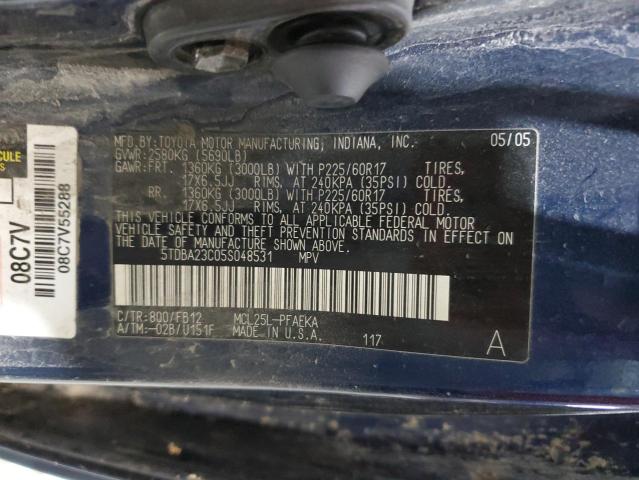 MFD. BY: TOYOTA MOTOR MANUFACTURING, INDIANA, INC. 05/05
GVWR: 2580KG (5690LB)
GAWR: FRT. 1360KG (3000LB) WITH P225/60R17 TIRES,
17X6.5JJ RIMS, AT 240KPA (35PSI) COLD.
RR. 1360KG (3000LB) WITH P225/60R17 TIRES,
17X6.5JJ RIMS, AT 240KPA (35PSI) COLD.
THIS VEHICLE CONFORMS TO ALL APPLICABLE FEDERAL MOTOR
VEHICLE SAFETY AND THEFT PREVENTION STANDARDS IN EFFECT
ON THE DATE OF MANUFACTURE SHOWN ABOVE.
5TDBA23C05S048531 MPV
C/TR: 800/FB12 MCL25L-PFAEKA
A/TM: -02B/U151F MADE IN U.S.A. 117 A
08C7V
08C7V55288